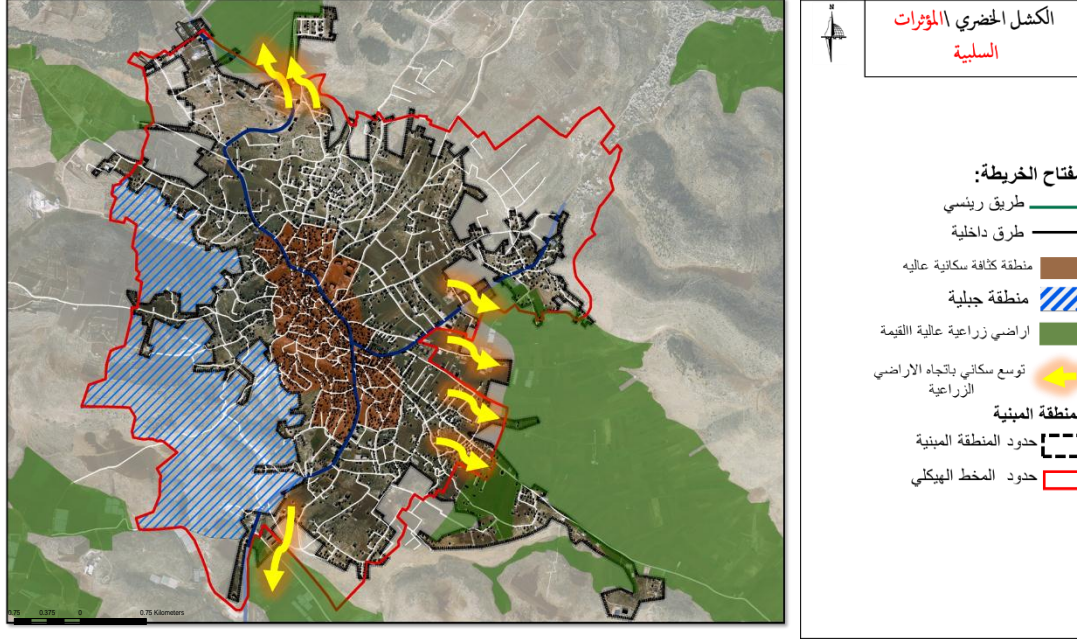 الكشل الخضري \المؤثرات
السلبية
مفتاح الخريطة:
طريق رينسي
طرق داخلية
منطقة كثافة سكانية عاليه
منطقة جبلية
اراضي زراعية عالية االقيمة
توسع سكاني باتجاه الاراضي
الزراعية
المنطقة المبنية
حدود المنطقة المبنية
حدود المخط الهيكلي
0.75 0.375 0 0.75 Kilometers